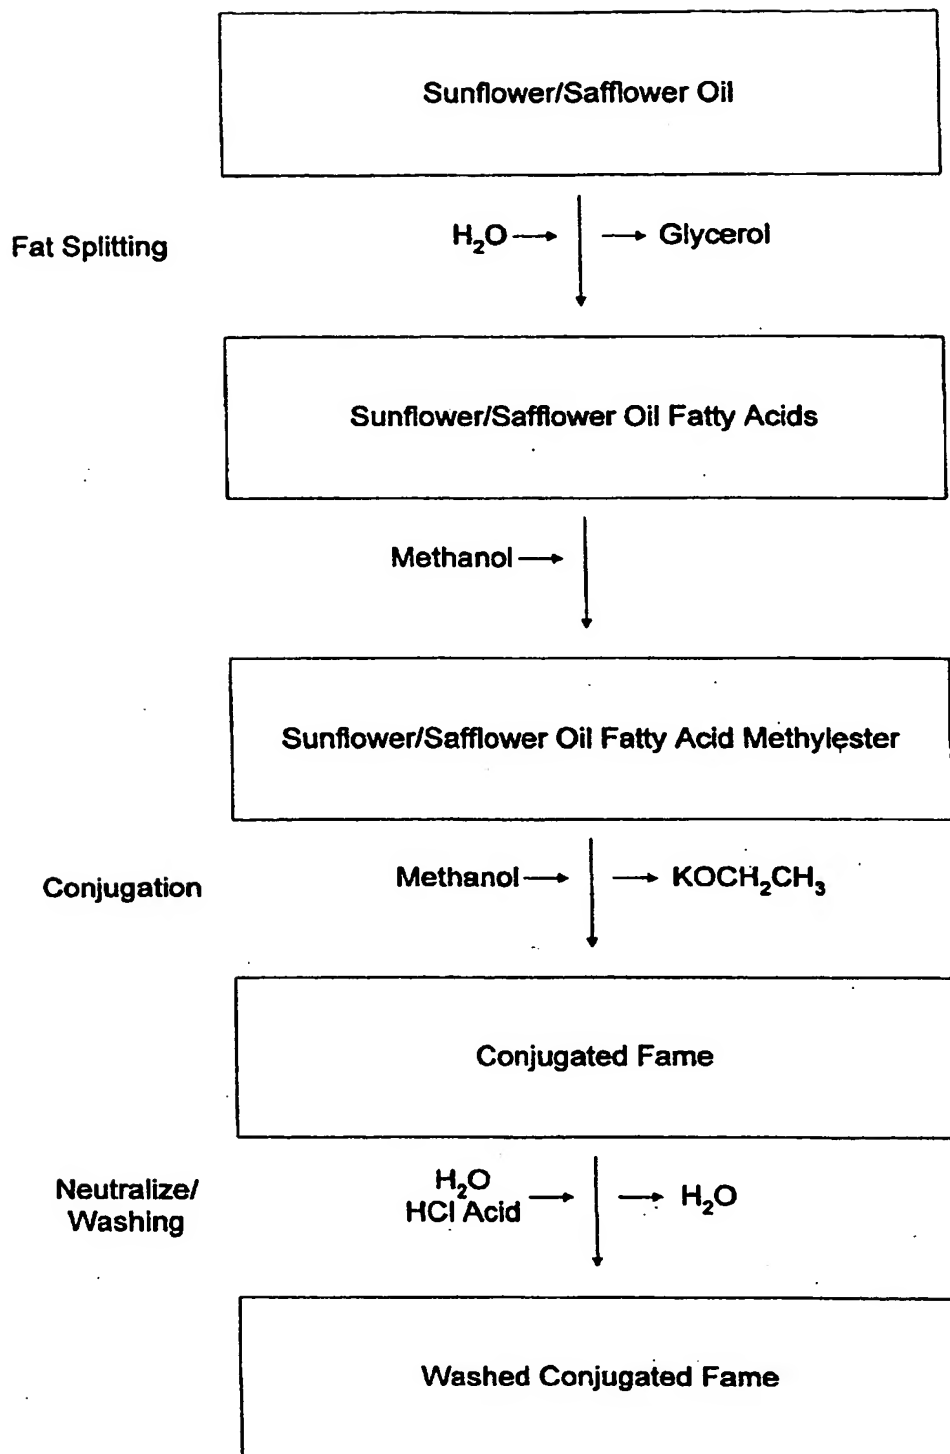 Sunflower/Safflower Oil
Fat Splitting
H₂O → → Glycerol
Sunflower/Safflower Oil Fatty Acids
Methanol →
Sunflower/Safflower Oil Fatty Acid Methylester
Conjugation
Methanol → → KOCH₂CH₃
Conjugated Fame
Neutralize/
Washing
H₂O
HCl Acid → → H₂O
Washed Conjugated Fame